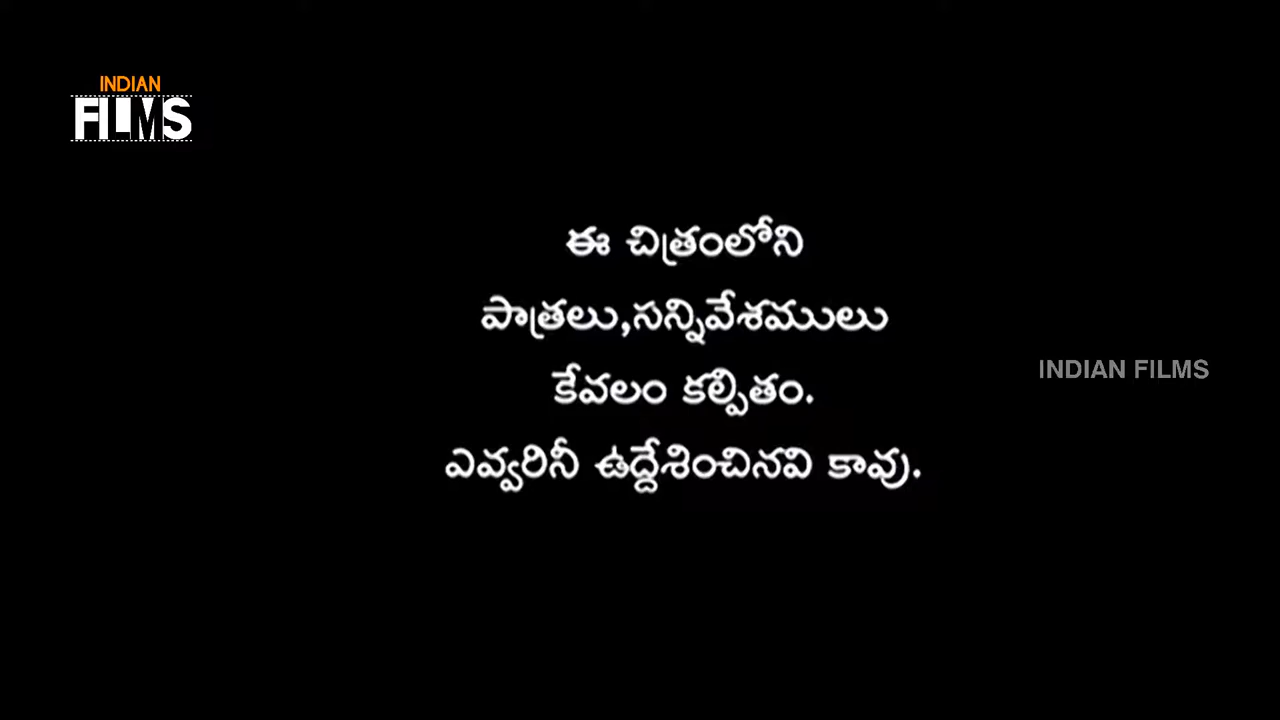 INDIAN
FILMS
ఈ చిత్రంలోని
పాత్రలు,సన్నివేశములు
కేవలం కల్పితం.
ఎవ్వరినీ ఉద్దేశించినవి కావు.
INDIAN FILMS